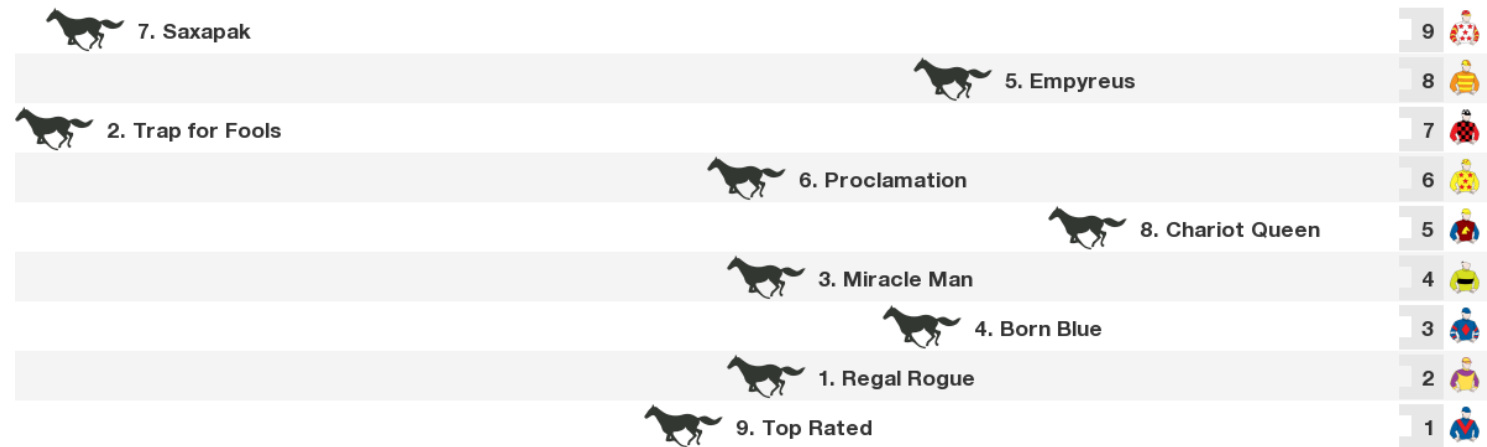 7. Saxapak 9
5. Empyreus 8
2. Trap for Fools 7
6. Proclamation 6
8. Chariot Queen 5
3. Miracle Man 4
4. Born Blue 3
1. Regal Rogue 2
9. Top Rated 1